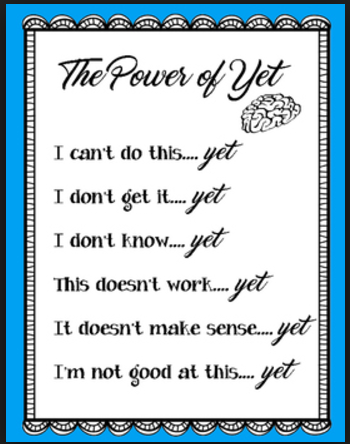 The Power of Yet
I can't do this.... yet
I don't get it.... yet
I don't know.... yet
This doesn't work.... yet
It doesn't make sense.... yet
I'm not good at this.... yet